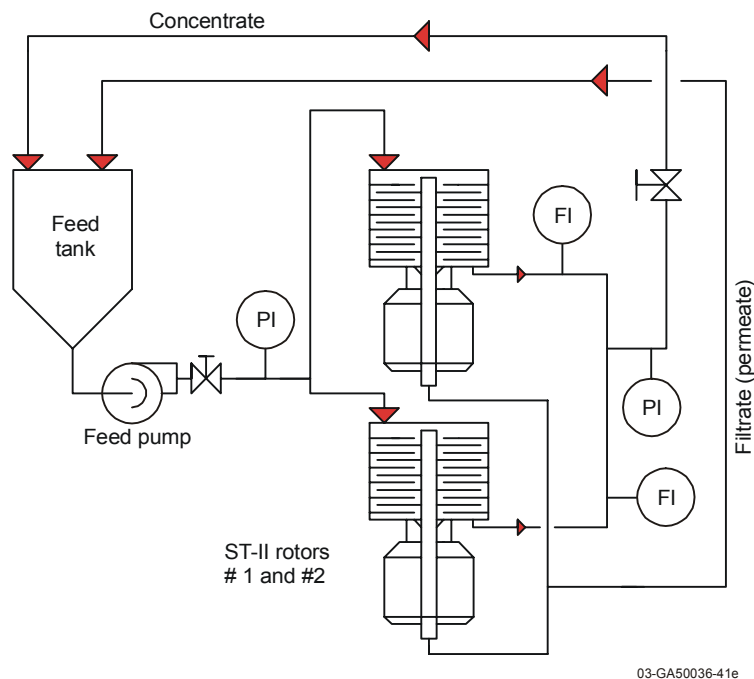 Concentrate
Feed
tank
FI
PI
Feed pump
PI
FI
Filtrate (permeate)
ST-II rotors
# 1 and #2
03-GA50036-41e